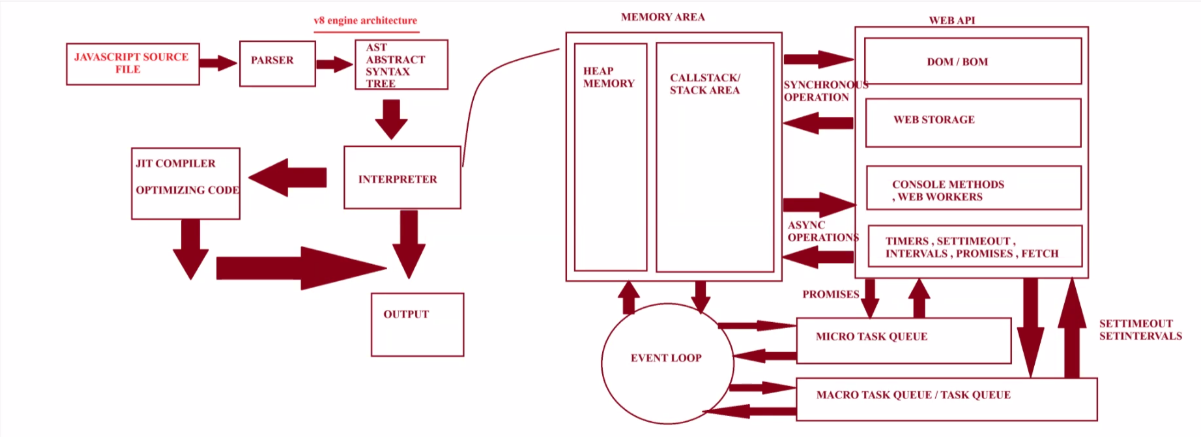 v8 engine architecture
JAVASCRIPT SOURCE
FILE
PARSER
AST
ABSTRACT
SYNTAX
TREE
JIT COMPILER
OPTIMIZING CODE
INTERPRETER
OUTPUT
MEMORY AREA
HEAP
MEMORY
CALLSTACK/
STACK AREA
SYNCHRONOUS
OPERATION
ASYNC
OPERATIONS
WEB API
DOM / BOM
WEB STORAGE
CONSOLE METHODS
, WEB WORKERS
TIMERS , SETTIMEOUT ,
INTERVALS , PROMISES , FETCH
PROMISES
EVENT LOOP
MICRO TASK QUEUE
SETTIMEOUT
SETINTERVALS
MACRO TASK QUEUE / TASK QUEUE